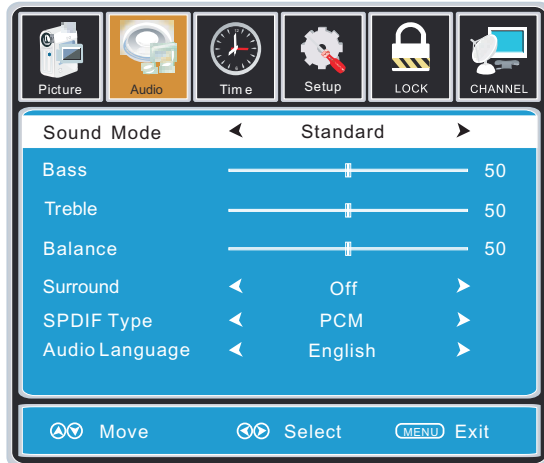 Picture Audio Time Setup LOCK CHANNEL
Sound Mode Standard
Bass 50
Treble 50
Balance 50
Surround Off
SPDIF Type PCM
Audio Language English
Move Select MENU Exit